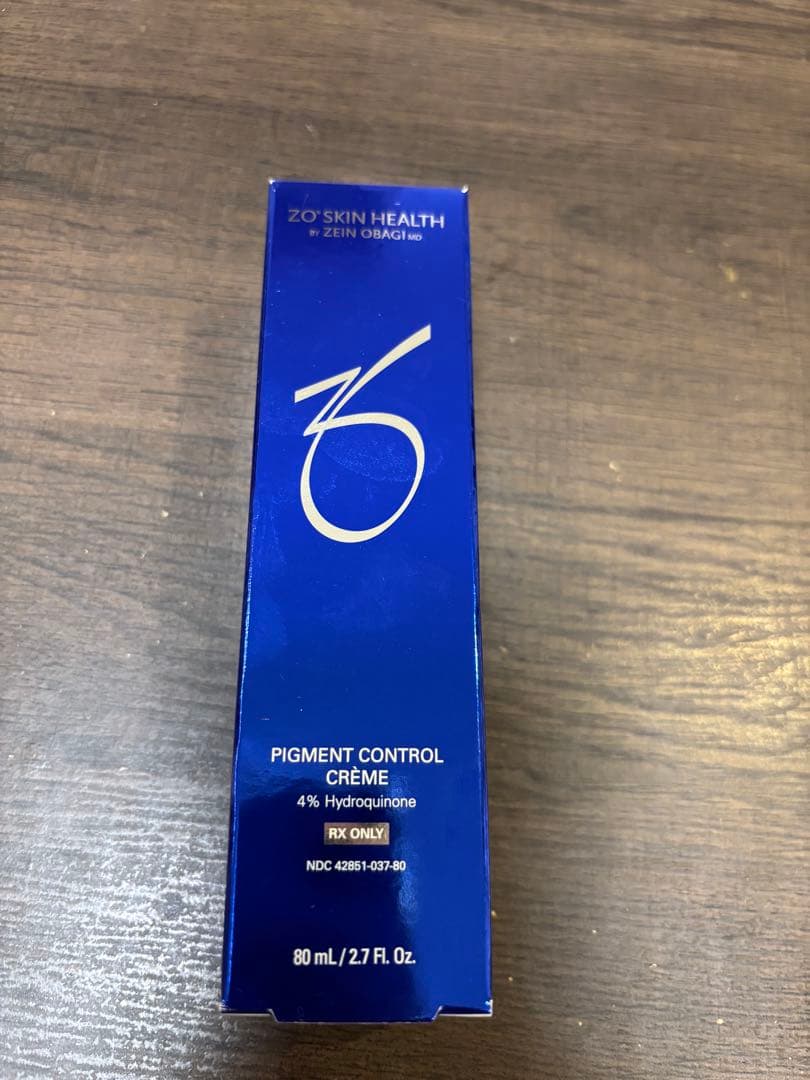 ZO® SKIN HEALTH
BY ZEIN OBAGI MD
ZO
PIGMENT CONTROL
CRÈME
4% Hydroquinone
RX ONLY
NDC 42851-037-80
80 mL / 2.7 Fl. Oz.